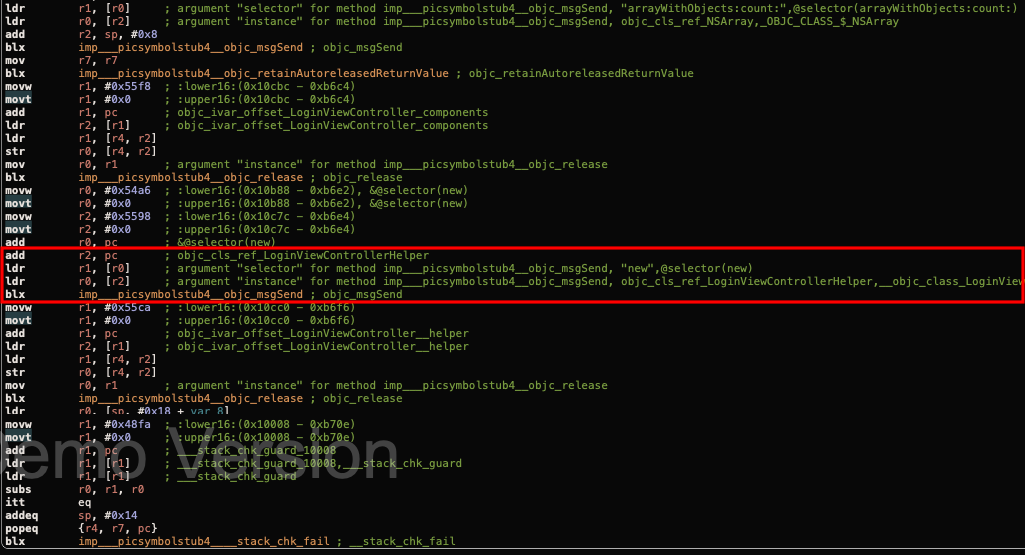 ldr r1, [r0] ; argument "selector" for method imp___picsymbolstub4__objc_msgSend, "arrayWithObjects:count:",@selector(arrayWithObjects:count:)
ldr r0, [r2] ; argument "instance" for method imp___picsymbolstub4__objc_msgSend, objc_cls_ref_NSArray,_OBJC_CLASS_$_NSArray
add r2, sp, #0x8
blx imp___picsymbolstub4__objc_msgSend ; objc_msgSend
mov r7, r7
blx imp___picsymbolstub4__objc_retainAutoreleasedReturnValue ; objc_retainAutoreleasedReturnValue
movw r1, #0x55f8 ; :lower16:(0x10cbc - 0xb6c4)
movt r1, #0x0 ; :upper16:(0x10cbc - 0xb6c4)
add r1, pc ; objc_ivar_offset_LoginViewController_components
ldr r2, [r1] ; objc_ivar_offset_LoginViewController_components
ldr r1, [r4, r2]
str r0, [r4, r2]
mov r0, r1 ; argument "instance" for method imp___picsymbolstub4__objc_release
blx imp___picsymbolstub4__objc_release ; objc_release
movw r0, #0x54a6 ; :lower16:(0x10b88 - 0xb6e2), &@selector(new)
movt r0, #0x0 ; :upper16:(0x10b88 - 0xb6e2), &@selector(new)
movw r2, #0x5598 ; :lower16:(0x10c7c - 0xb6e4)
movt r2, #0x0 ; :upper16:(0x10c7c - 0xb6e4)
add r0, pc ; &@selector(new)
add r2, pc ; objc_cls_ref_LoginViewControllerHelper
ldr r1, [r0] ; argument "selector" for method imp___picsymbolstub4__objc_msgSend, "new",@selector(new)
ldr r0, [r2] ; argument "instance" for method imp___picsymbolstub4__objc_msgSend, objc_cls_ref_LoginViewControllerHelper,__objc_class_LoginView
blx imp___picsymbolstub4__objc_msgSend ; objc_msgSend
movw r1, #0x55ca ; :lower16:(0x10cc0 - 0xb6f6)
movt r1, #0x0 ; :upper16:(0x10cc0 - 0xb6f6)
add r1, pc ; objc_ivar_offset_LoginViewController__helper
ldr r2, [r1] ; objc_ivar_offset_LoginViewController__helper
ldr r1, [r4, r2]
str r0, [r4, r2]
mov r0, r1 ; argument "instance" for method imp___picsymbolstub4__objc_release
blx imp___picsymbolstub4__objc_release ; objc_release
ldr r0, [sp, #0x18 + var_8]
movw r1, #0x48fa ; :lower16:(0x10008 - 0xb70e)
movt r1, #0x0 ; :upper16:(0x10008 - 0xb70e)
add r1, pc ; ___stack_chk_guard_10008
ldr r1, [r1] ; ___stack_chk_guard_10008,___stack_chk_guard
ldr r1, [r1] ; ___stack_chk_guard
subs r0, r1, r0
itt eq
addeq sp, #0x14
popeq {r4, r7, pc}
blx imp___picsymbolstub4____stack_chk_fail ; __stack_chk_fail
Demo Version